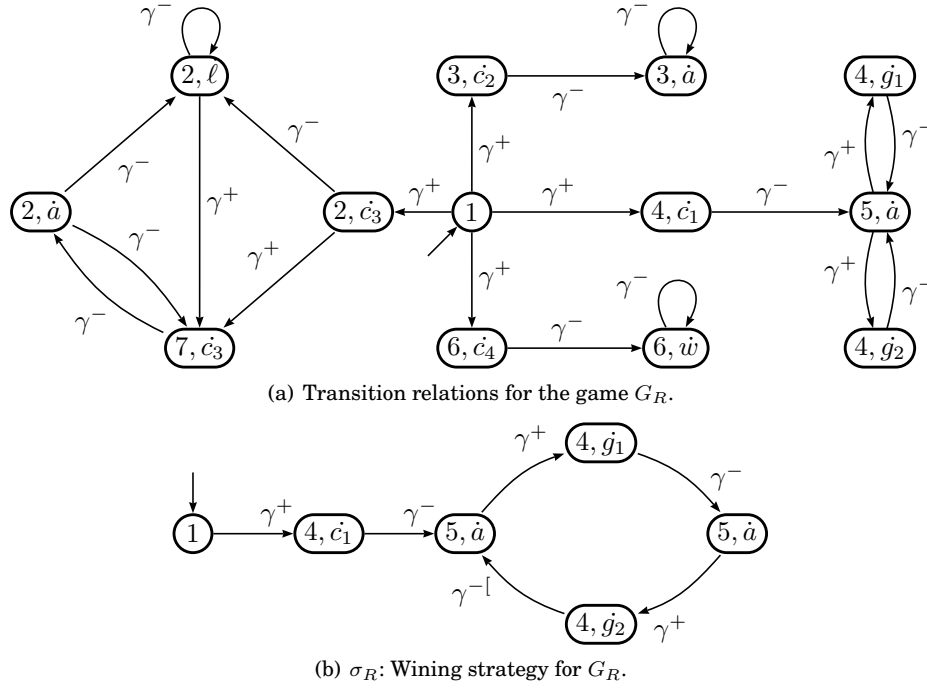 γ⁻ γ⁻
2, ℓ̇ 3, ċ₂ 3, ȧ 4, ġ₁
γ⁻
γ⁻ γ⁻ γ⁺ γ⁺ γ⁻
γ⁺ γ⁺ γ⁺ γ⁻
2, ȧ 2, ċ₃ 1 4, ċ₁ 5, ȧ
γ⁻ γ⁺ γ⁺ γ⁺ γ⁻
γ⁻ γ⁻
7, ċ₃ 6, ċ₄ γ⁻ 6, ẇ 4, ġ₂
(a) Transition relations for the game G_R.
γ⁺ 4, ġ₁ γ⁻
1 γ⁺ 4, ċ₁ γ⁻ 5, ȧ 5, ȧ
γ⁻[ 4, ġ₂ γ⁺
(b) σ_R: Wining strategy for G_R.